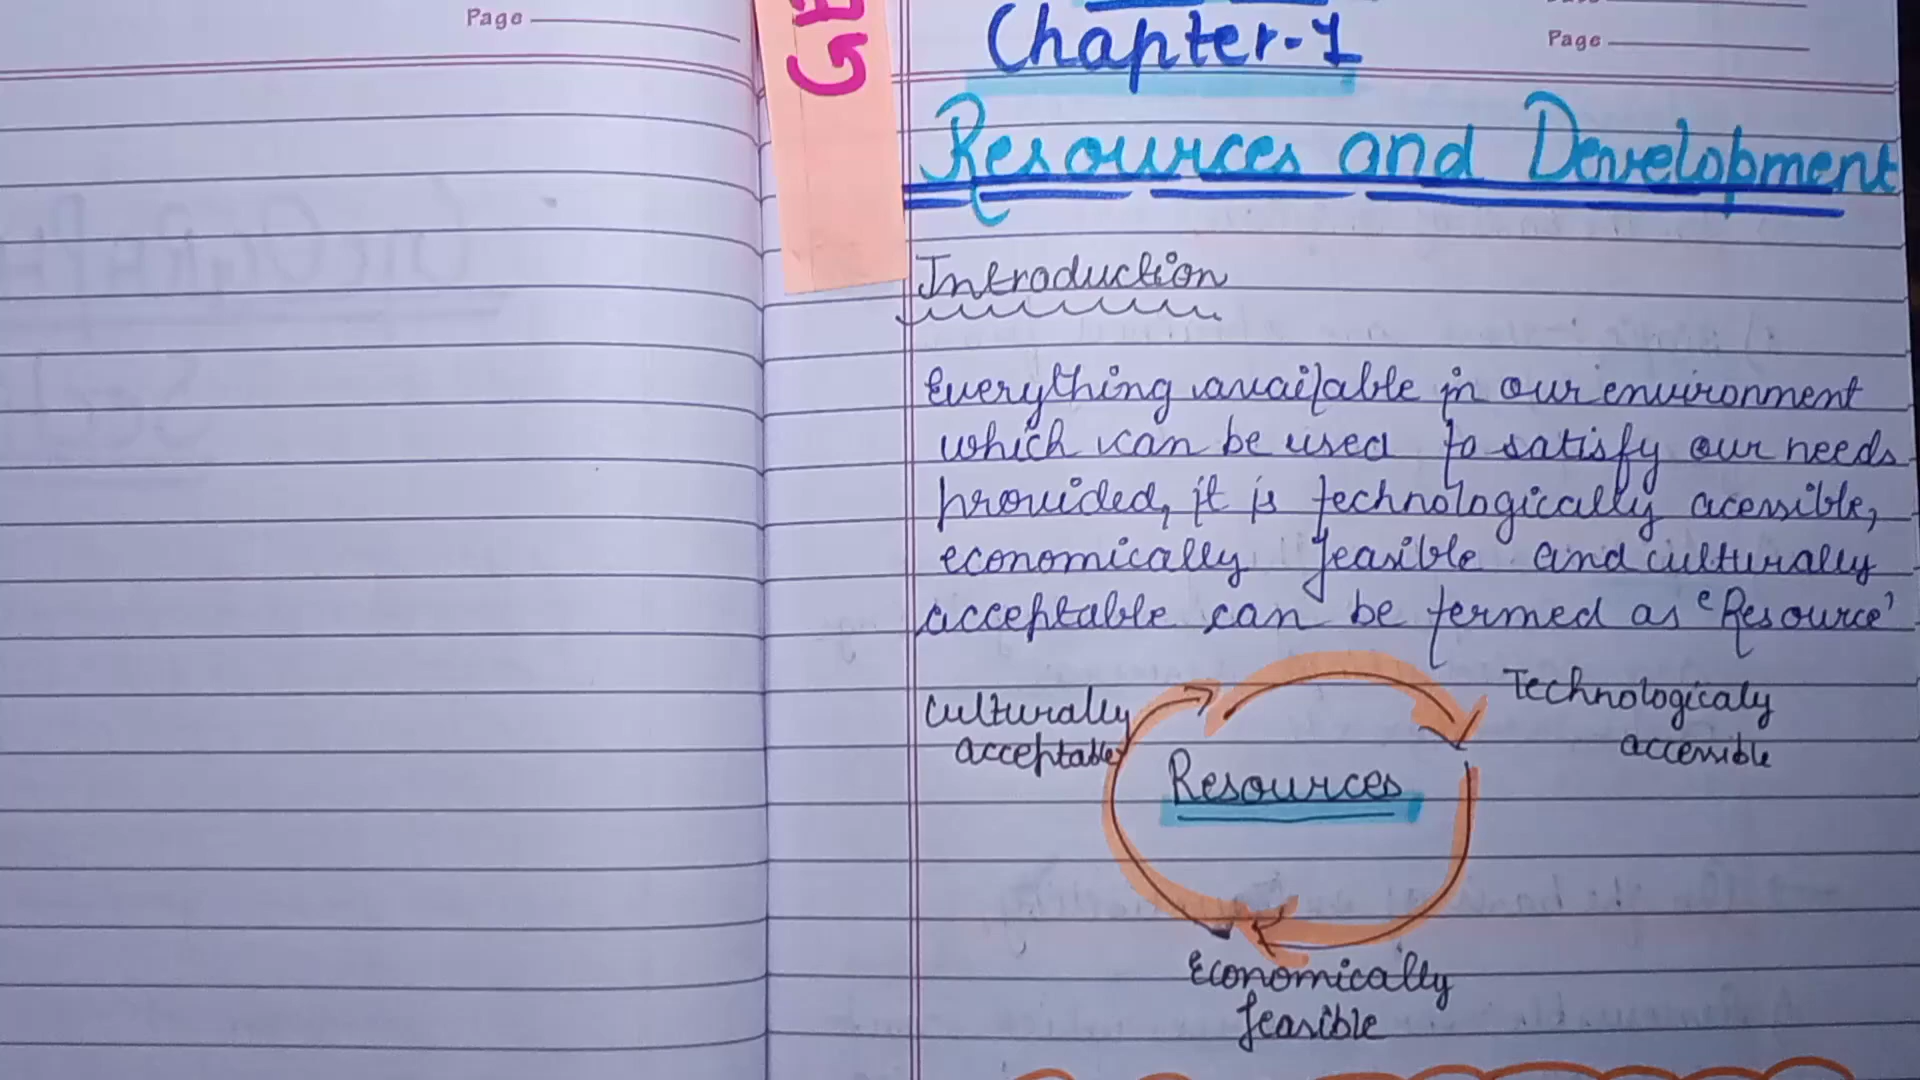 Page
Page
Chapter-1
Resources and Development
Introduction
Everything available in our environment
which can be used to satisfy our needs
provided, it is technologically acessible,
economically feasible and culturally
acceptable can be termed as 'Resource'
Culturally
acceptable
Technologicaly
accessible
Resources
Economically
feasible